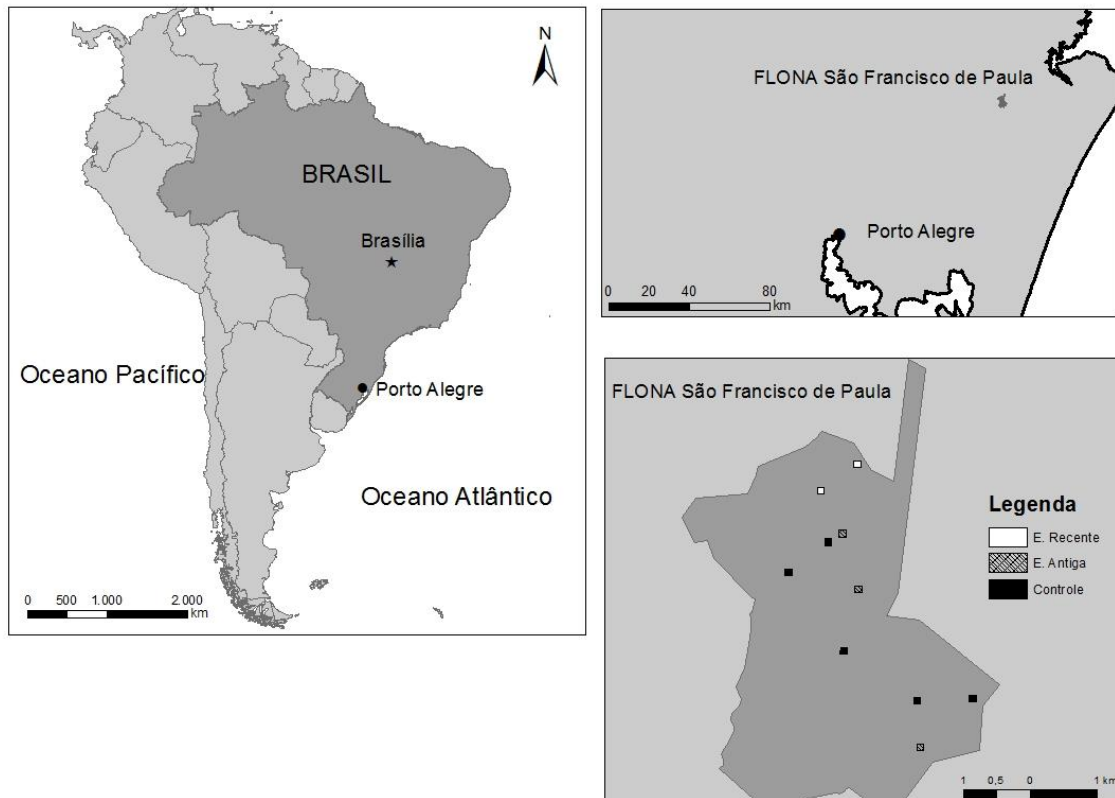 N
BRASIL
Brasília
Oceano Pacífico
Porto Alegre
Oceano Atlântico
0 500 1.000 2.000
km
FLONA São Francisco de Paula
Porto Alegre
0 20 40 80
km
FLONA São Francisco de Paula
Legenda
E. Recente
E. Antiga
Controle
1 0,5 0 1 km